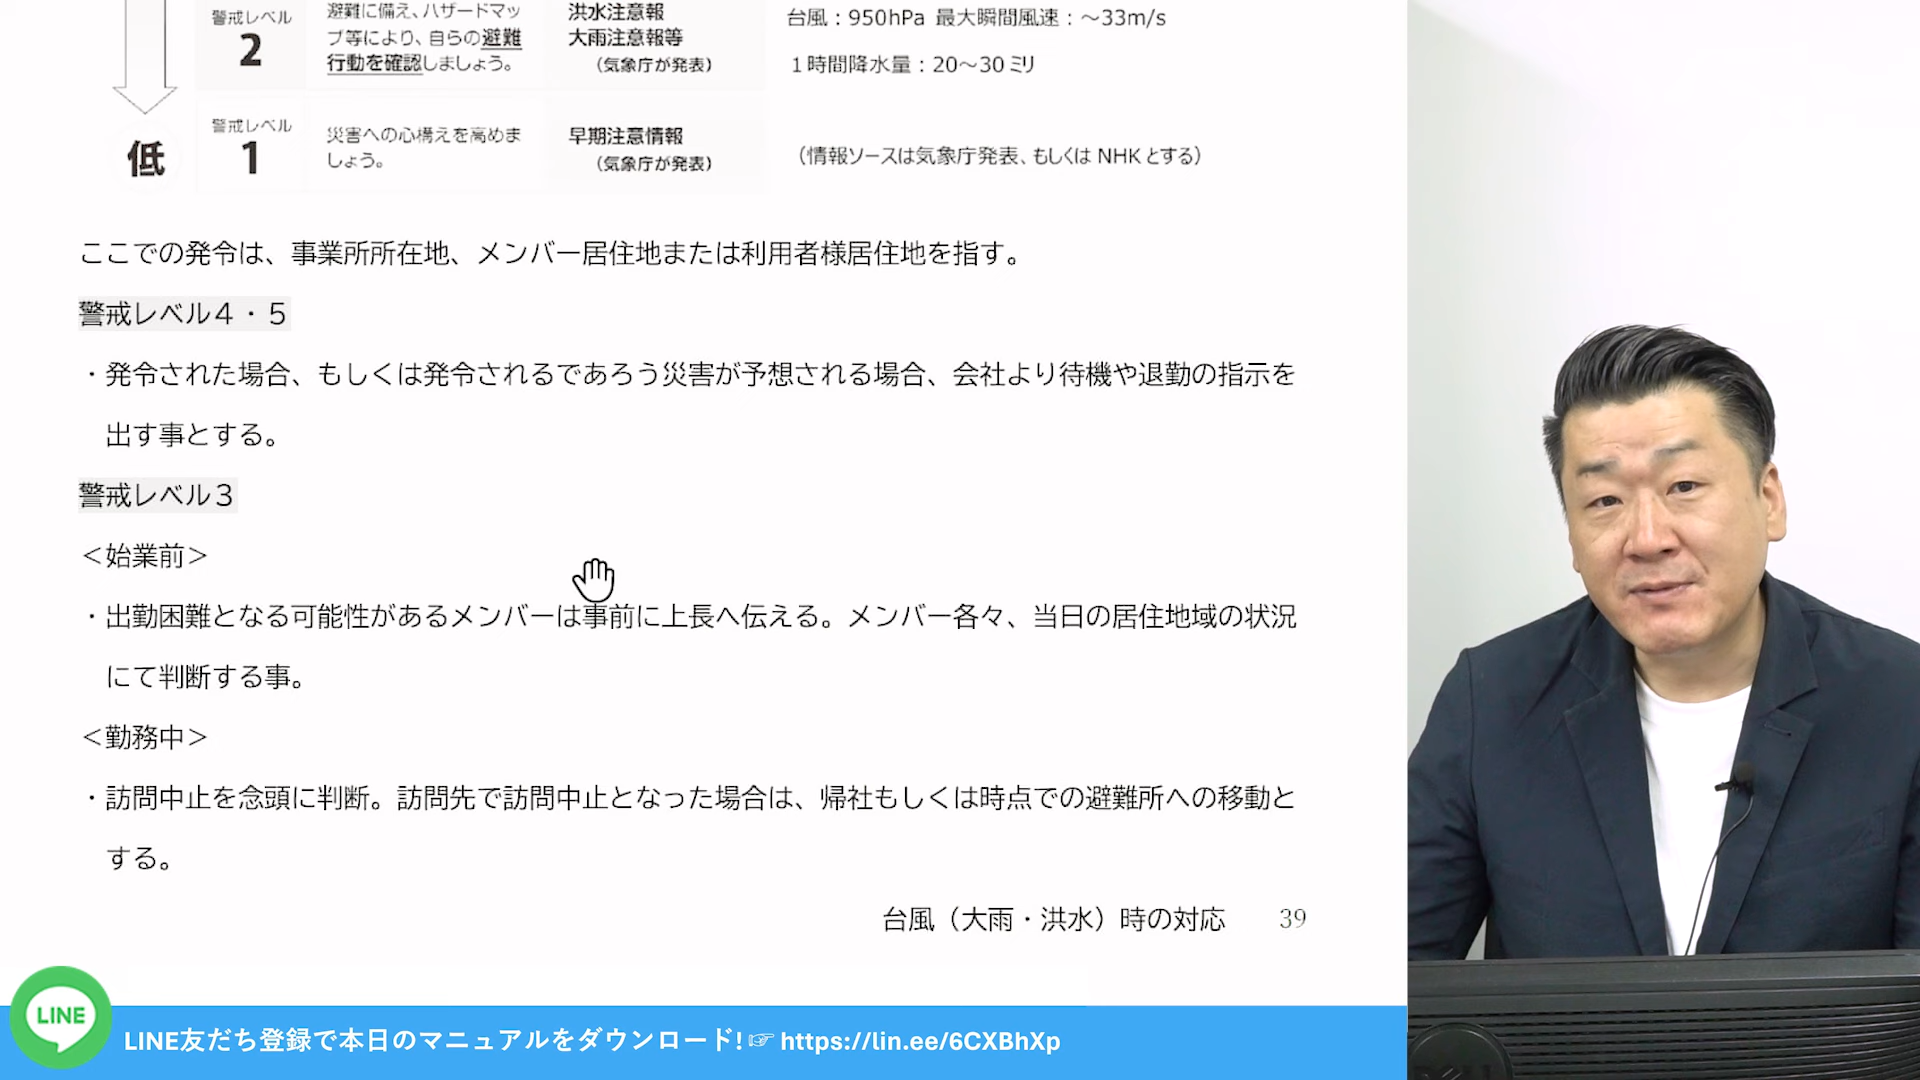 警戒レベル
2
避難に備え、ハザードマッ
プ等により、自らの避難
行動を確認しましょう。
洪水注意報
大雨注意報等
（気象庁が発表）
台風：950hPa 最大瞬間風速：～33m/s
１時間降水量：20～30ミリ
低
警戒レベル
1
災害への心構えを高めま
しょう。
早期注意情報
（気象庁が発表）
（情報ソースは気象庁発表、もしくは NHK とする）
ここでの発令は、事業所所在地、メンバー居住地または利用者様居住地を指す。
警戒レベル４・５
・発令された場合、もしくは発令されるであろう災害が予想される場合、会社より待機や退勤の指示を
出す事とする。
警戒レベル３
＜始業前＞
・出勤困難となる可能性があるメンバーは事前に上長へ伝える。メンバー各々、当日の居住地域の状況
にて判断する事。
＜勤務中＞
・訪問中止を念頭に判断。訪問先で訪問中止となった場合は、帰社もしくは時点での避難所への移動と
する。
台風（大雨・洪水）時の対応 39
LINE
LINE友だち登録で本日のマニュアルをダウンロード!☞ https://lin.ee/6CXBhXp